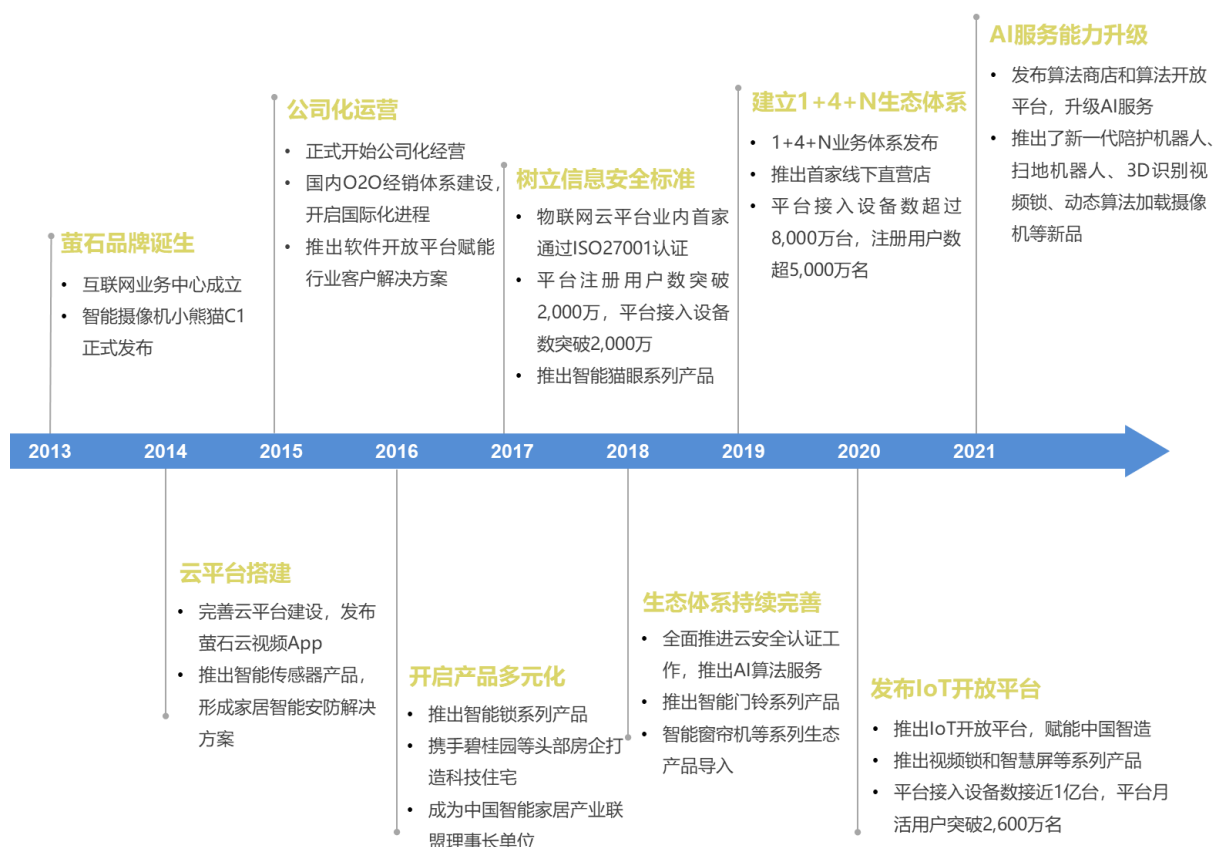 萤石品牌诞生
• 互联网业务中心成立
• 智能摄像机小熊猫C1
正式发布
公司化运营
• 正式开始公司化经营
• 国内O2O经销体系建设,
开启国际化进程
• 推出软件开放平台赋能
行业客户解决方案
树立信息安全标准
• 物联网云平台业内首家
通过ISO27001认证
• 平台注册用户数突破
2,000万，平台接入设备
数突破2,000万
• 推出智能猫眼系列产品
建立1+4+N生态体系
• 1+4+N业务体系发布
• 推出首家线下直营店
• 平台接入设备数超过
8,000万台，注册用户数
超5,000万名
AI服务能力升级
• 发布算法商店和算法开放
平台，升级AI服务
• 推出了新一代陪护机器人、
扫地机器人、3D识别视
频锁、动态算法加载摄像
机等新品
2013 2014 2015 2016 2017 2018 2019 2020 2021
云平台搭建
• 完善云平台建设，发布
萤石云视频App
• 推出智能传感器产品，
形成家居智能安防解决
方案
开启产品多元化
• 推出智能锁系列产品
• 携手碧桂园等头部房企打
造科技住宅
• 成为中国智能家居产业联
盟理事长单位
生态体系持续完善
• 全面推进云安全认证工
作，推出AI算法服务
• 推出智能门铃系列产品
• 智能窗帘机等系列生态
产品导入
发布IoT开放平台
• 推出IoT开放平台，赋能中国智造
• 推出视频锁和智慧屏等系列产品
• 平台接入设备数接近1亿台，平台月
活用户突破2,600万名